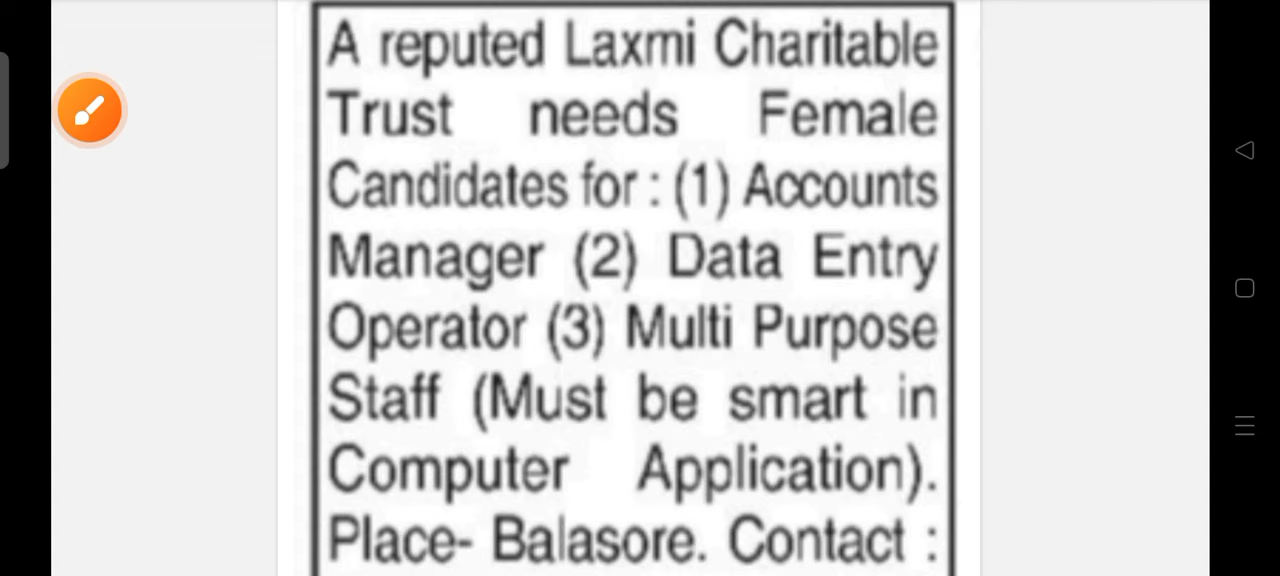 A reputed Laxmi Charitable
Trust needs Female
Candidates for : (1) Accounts
Manager (2) Data Entry
Operator (3) Multi Purpose
Staff (Must be smart in
Computer Application).
Place- Balasore. Contact :